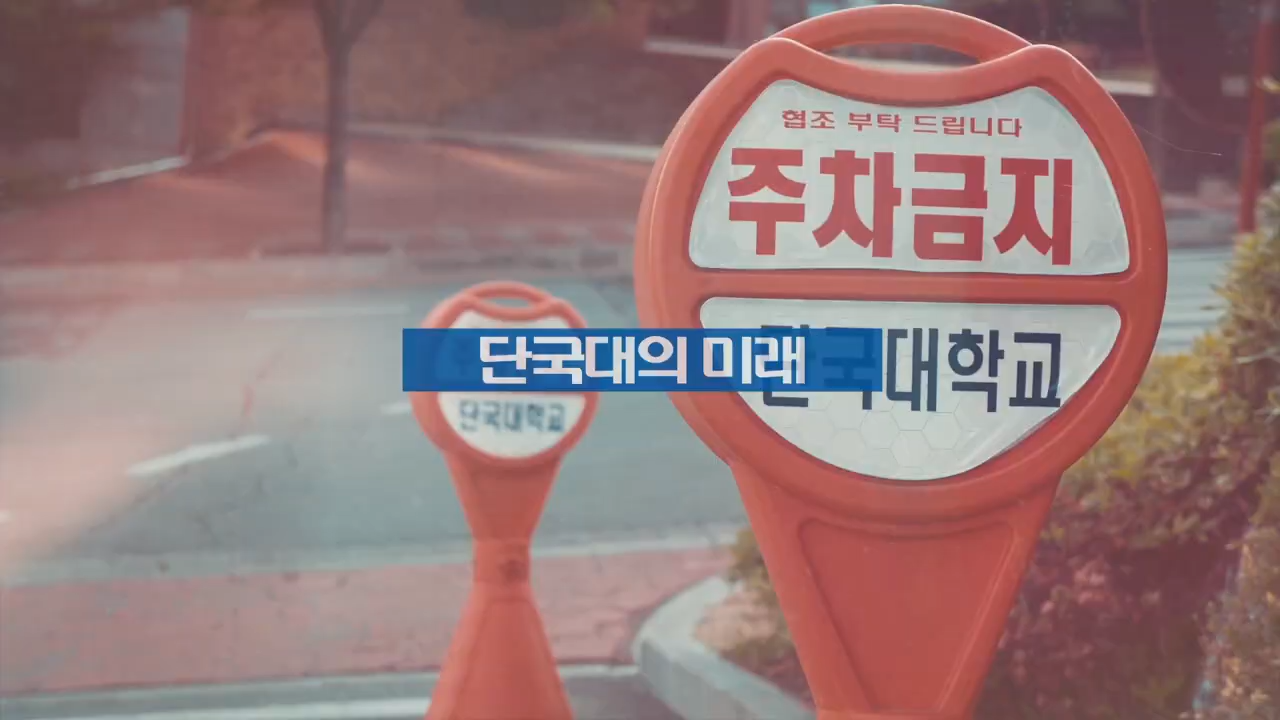 협조 부탁 드립니다
주차금지
단국대학교
단국대의 미래
단국대학교